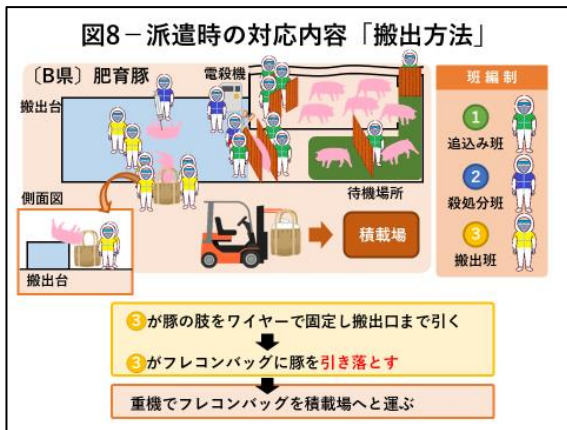 図8－派遣時の対応内容「搬出方法」
〔B県〕肥育豚
電殺機
搬出台
待機場所
側面図
搬出台
積載場
班編制
1
追込み班
2
殺処分班
3
搬出班
3が豚の肢をワイヤーで固定し搬出口まで引く
3がフレコンバッグに豚を引き落とす
重機でフレコンバッグを積載場へと運ぶ